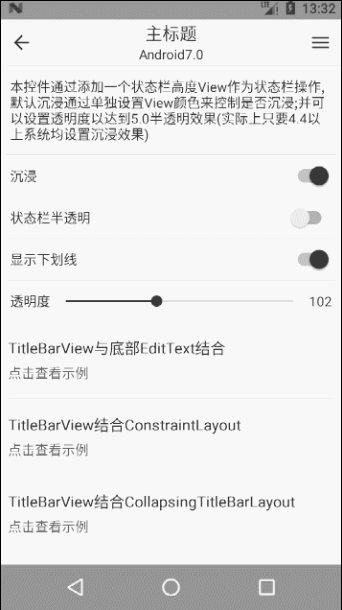 13:32
主标题
Android7.0
本控件通过添加一个状态栏高度View作为状态栏操作,
默认沉浸通过单独设置View颜色来控制是否沉浸;并可
以设置透明度以达到5.0半透明效果(实际上只要4.4以
上系统均设置沉浸效果)
沉浸
状态栏半透明
显示下划线
透明度 102
TitleBarView与底部EditText结合
点击查看示例
TitleBarView结合ConstraintLayout
点击查看示例
TitleBarView结合CollapsingTitleBarLayout
点击查看示例